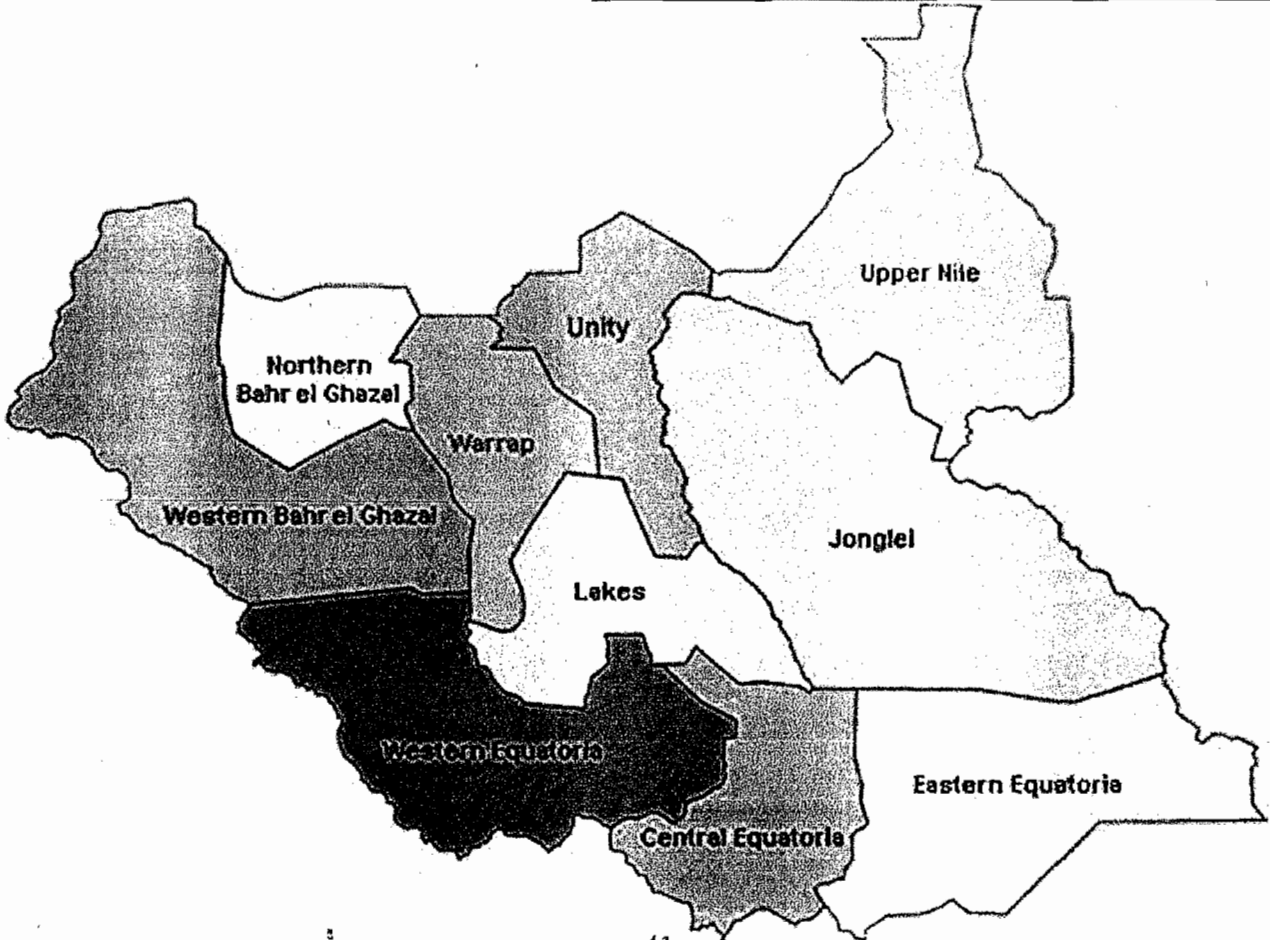 Upper Nile
Unity
Northern
Bahr el Ghazal
Warrap
Western Bahr el Ghazal
Jonglei
Lakes
Western Equatoria
Eastern Equatoria
Central Equatoria